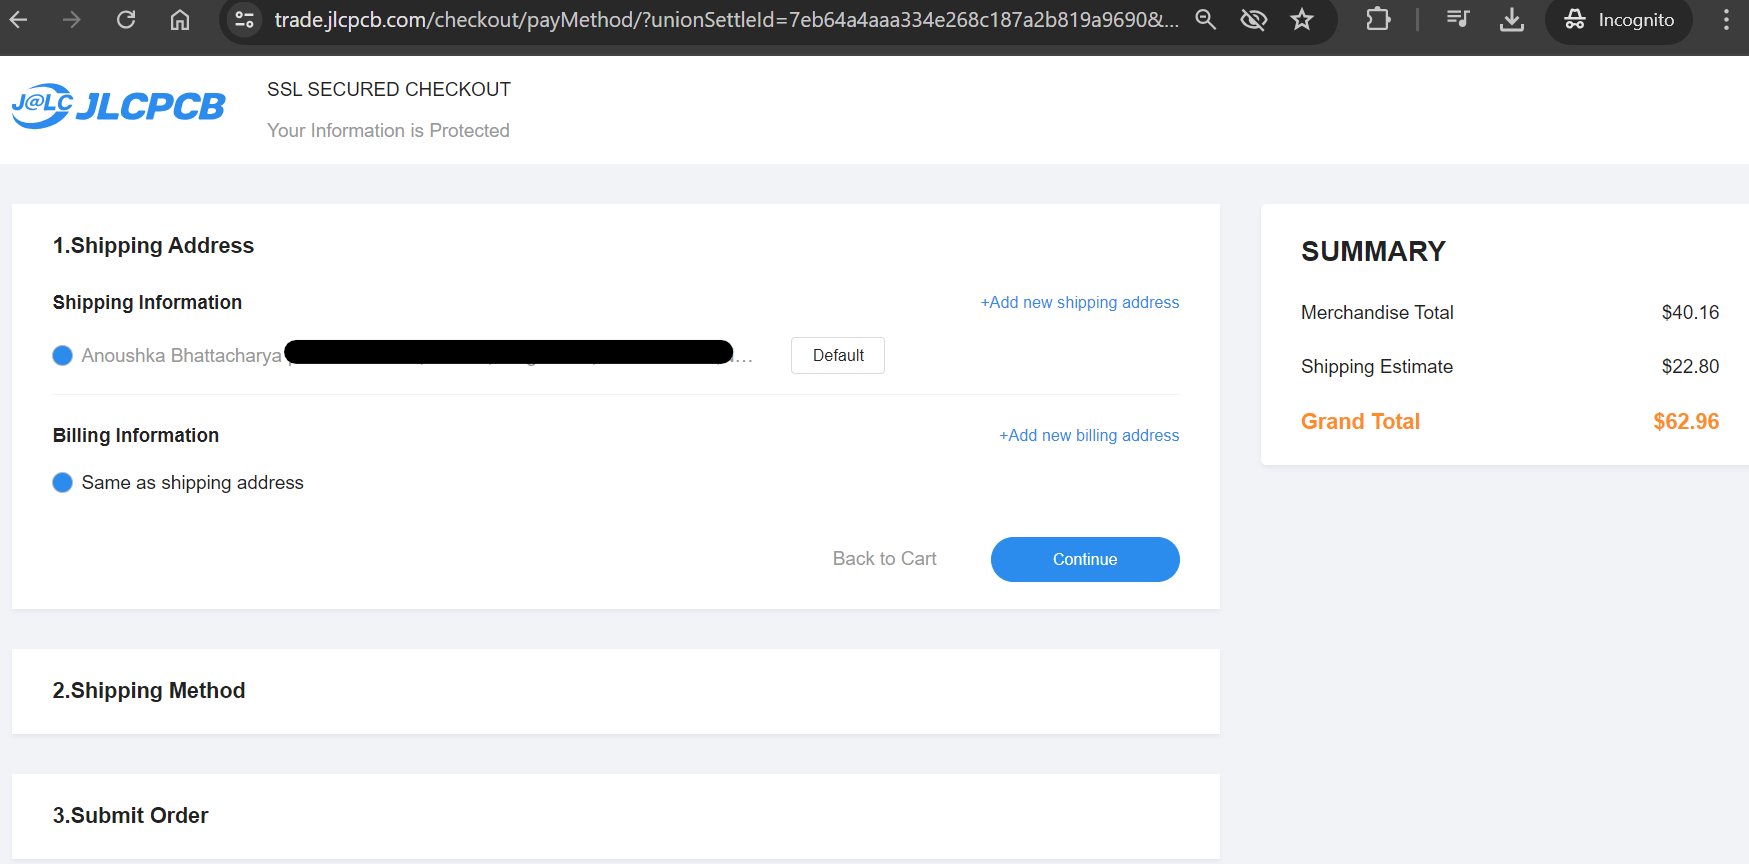 trade.jlcpcb.com/checkout/payMethod/?unionSettleId=7eb64a4aaa334e268c187a2b819a9690&...
Incognito
J@LC JLCPCB
SSL SECURED CHECKOUT
Your Information is Protected
1.Shipping Address
Shipping Information
+Add new shipping address
Anoushka Bhattacharya
...
Default
Billing Information
+Add new billing address
Same as shipping address
Back to Cart
Continue
2.Shipping Method
3.Submit Order
SUMMARY
Merchandise Total $40.16
Shipping Estimate $22.80
Grand Total $62.96